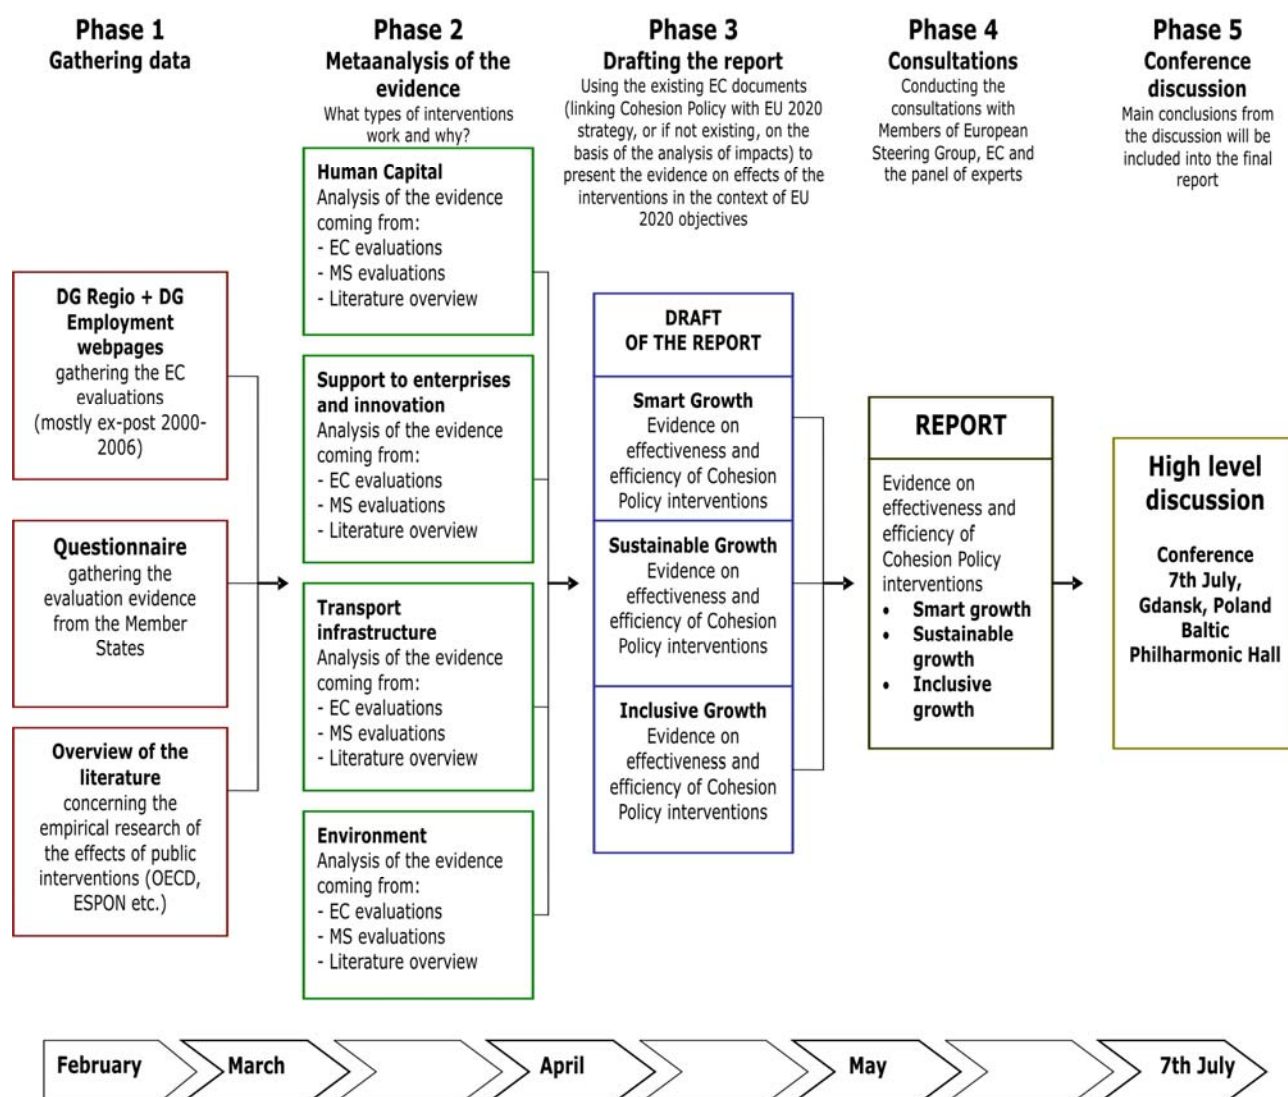 Phase 1
Gathering data
Phase 2
Metaanalysis of the
evidence
What types of interventions
work and why?
Phase 3
Drafting the report
Using the existing EC documents
(linking Cohesion Policy with EU 2020
strategy, or if not existing, on the
basis of the analysis of impacts) to
present the evidence on effects of the
interventions in the context of EU
2020 objectives
Phase 4
Consultations
Conducting the
consultations with
Members of European
Steering Group, EC and
the panel of experts
Phase 5
Conference
discussion
Main conclusions from
the discussion will be
included into the final
report
DG Regio + DG
Employment
webpages
gathering the EC
evaluations
(mostly ex-post 2000-
2006)
Questionnaire
gathering the
evaluation evidence
from the Member
States
Overview of the
literature
concerning the
empirical research of
the effects of public
interventions (OECD,
ESPON etc.)
Human Capital
Analysis of the evidence
coming from:
- EC evaluations
- MS evaluations
- Literature overview
Support to enterprises
and innovation
Analysis of the evidence
coming from:
- EC evaluations
- MS evaluations
- Literature overview
Transport
infrastructure
Analysis of the evidence
coming from:
- EC evaluations
- MS evaluations
- Literature overview
Environment
Analysis of the evidence
coming from:
- EC evaluations
- MS evaluations
- Literature overview
DRAFT
OF THE REPORT
Smart Growth
Evidence on
effectiveness and
efficiency of Cohesion
Policy interventions
Sustainable Growth
Evidence on
effectiveness and
efficiency of Cohesion
Policy interventions
Inclusive Growth
Evidence on
effectiveness and
efficiency of Cohesion
Policy interventions
REPORT
Evidence on
effectiveness and
efficiency of
Cohesion Policy
interventions
• Smart growth
• Sustainable
growth
• Inclusive
growth
High level
discussion
Conference
7th July,
Gdansk, Poland
Baltic
Philharmonic Hall
February
March
April
May
7th July